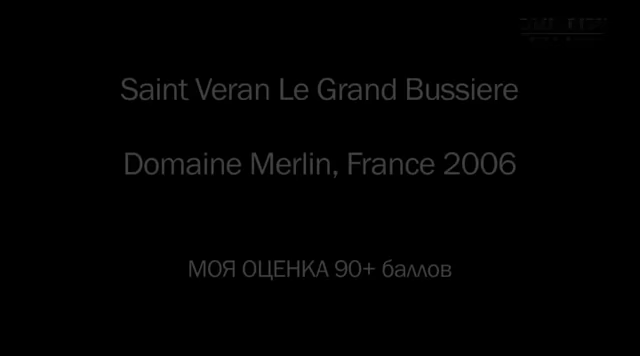 Saint Veran Le Grand Bussiere
Domaine Merlin, France 2006
МОЯ ОЦЕНКА 90+ баллов